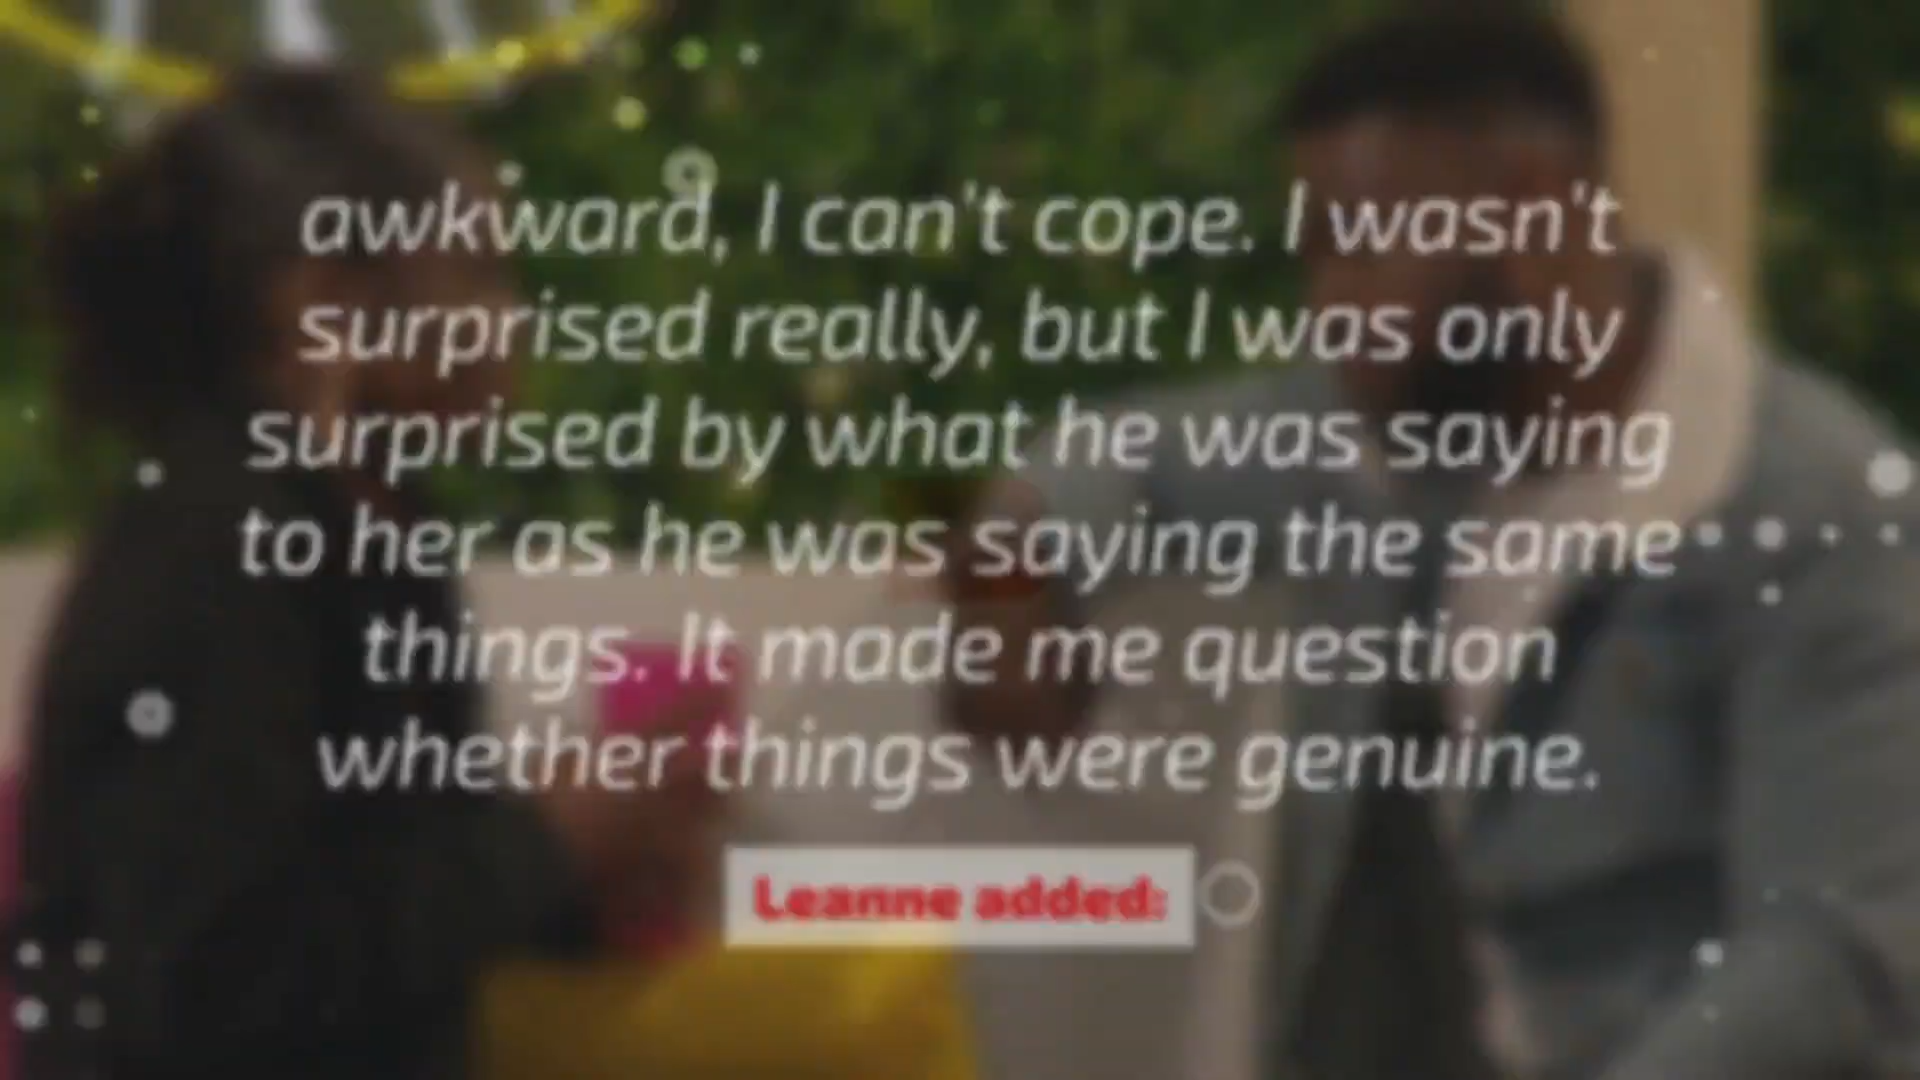 awkward, I can't cope. I wasn't
surprised really, but I was only
surprised by what he was saying
to her as he was saying the same
things. It made me question
whether things were genuine.
Leanne added: